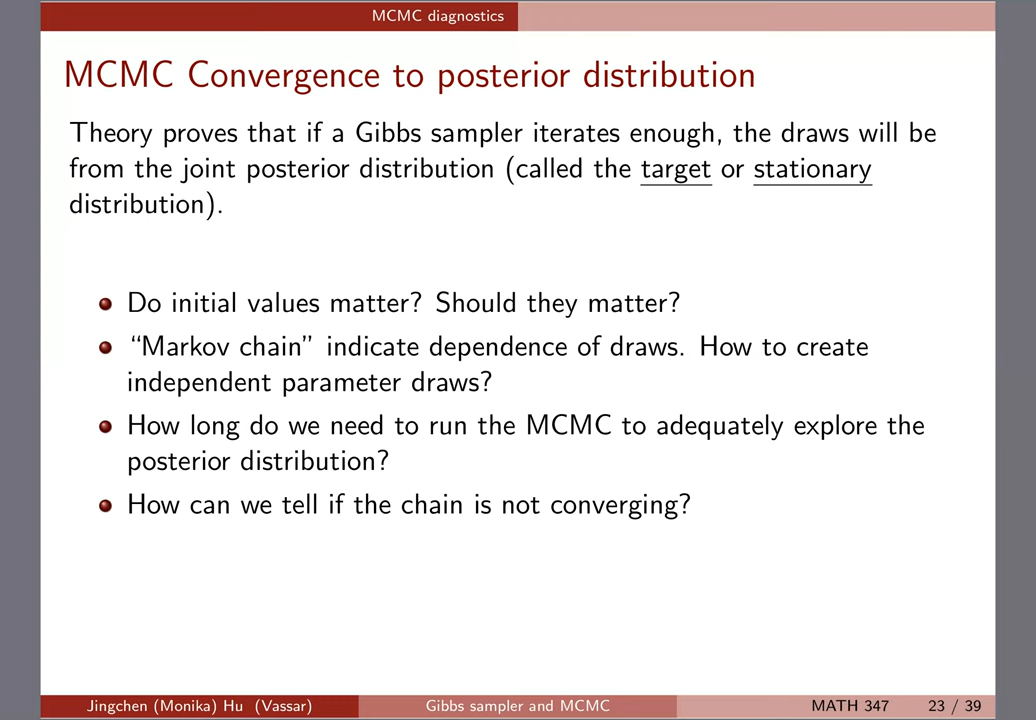 MCMC diagnostics
MCMC Convergence to posterior distribution
Theory proves that if a Gibbs sampler iterates enough, the draws will be
from the joint posterior distribution (called the target or stationary
distribution).
Do initial values matter? Should they matter?
“Markov chain” indicate dependence of draws. How to create
independent parameter draws?
How long do we need to run the MCMC to adequately explore the
posterior distribution?
How can we tell if the chain is not converging?
Jingchen (Monika) Hu (Vassar) Gibbs sampler and MCMC MATH 347 23 / 39